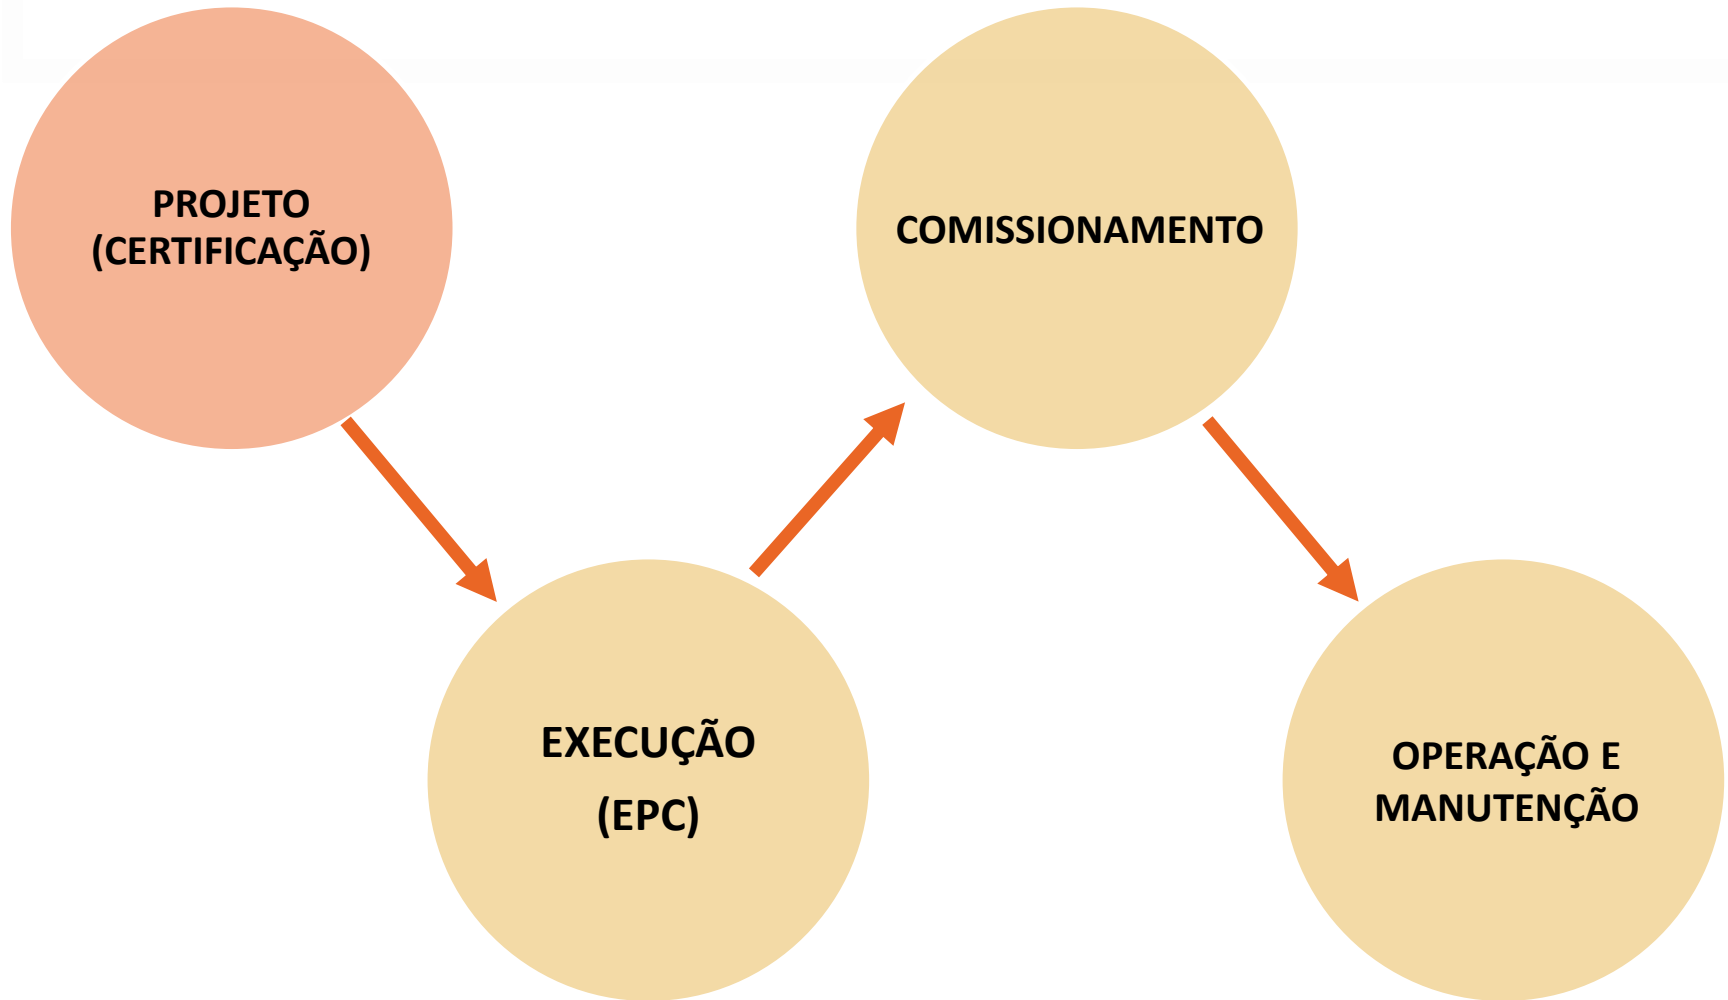 PROJETO
(CERTIFICAÇÃO)
EXECUÇÃO
(EPC)
COMISSIONAMENTO
OPERAÇÃO E
MANUTENÇÃO